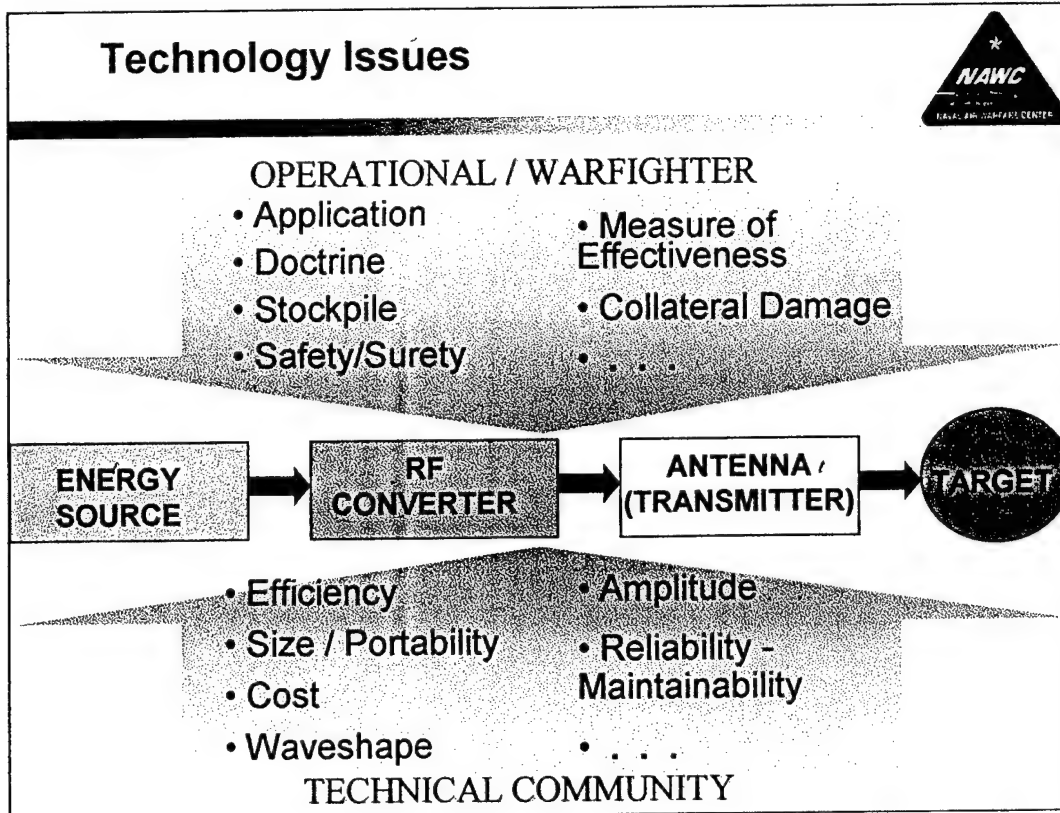 Technology Issues
NAWC
NAVAL AIR WARFARE CENTER
OPERATIONAL / WARFIGHTER
• Application
• Doctrine
• Stockpile
• Safety/Surety
• Measure of
Effectiveness
• Collateral Damage
• . . .
ENERGY
SOURCE
RF
CONVERTER
ANTENNA
(TRANSMITTER)
TARGET
• Efficiency
• Size / Portability
• Cost
• Waveshape
• Amplitude
• Reliability -
Maintainability
• . . .
TECHNICAL COMMUNITY